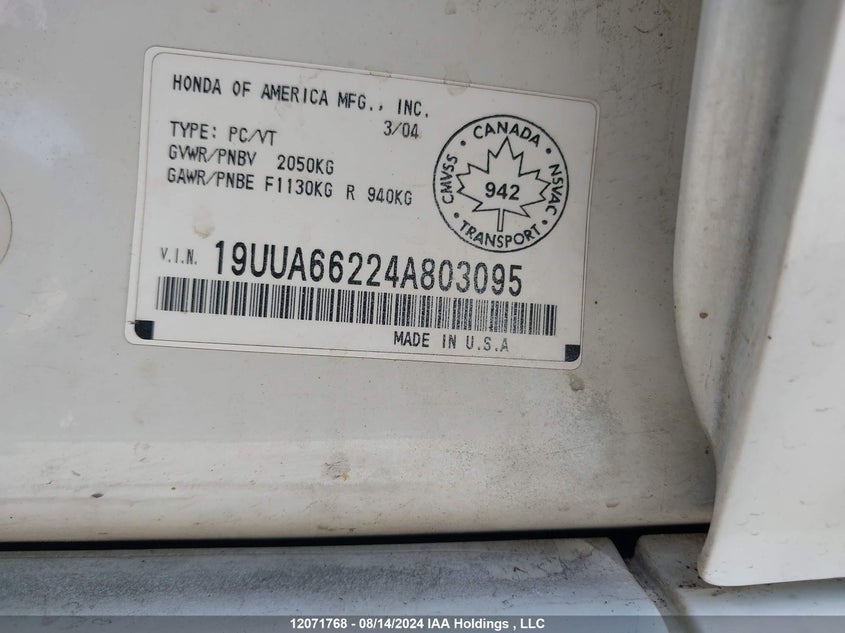 HONDA OF AMERICA MFG., INC.
3/04
TYPE: PC/VT
GVWR/PNBV 2050KG
GAWR/PNBE F1130KG R 940KG
CMVSS • CANADA • NSVAC • TRANSPORT •
942
V.I.N. 19UUA66224A803095
MADE IN U.S.A
12071768 - 08/14/2024 IAA Holdings , LLC